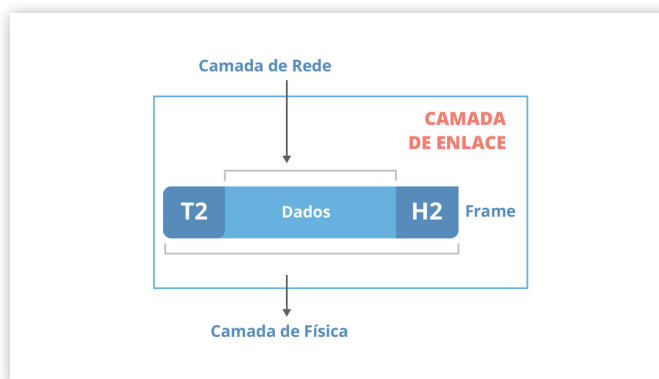 Camada de Rede
CAMADA
DE ENLACE
T2 Dados H2 Frame
Camada de Física